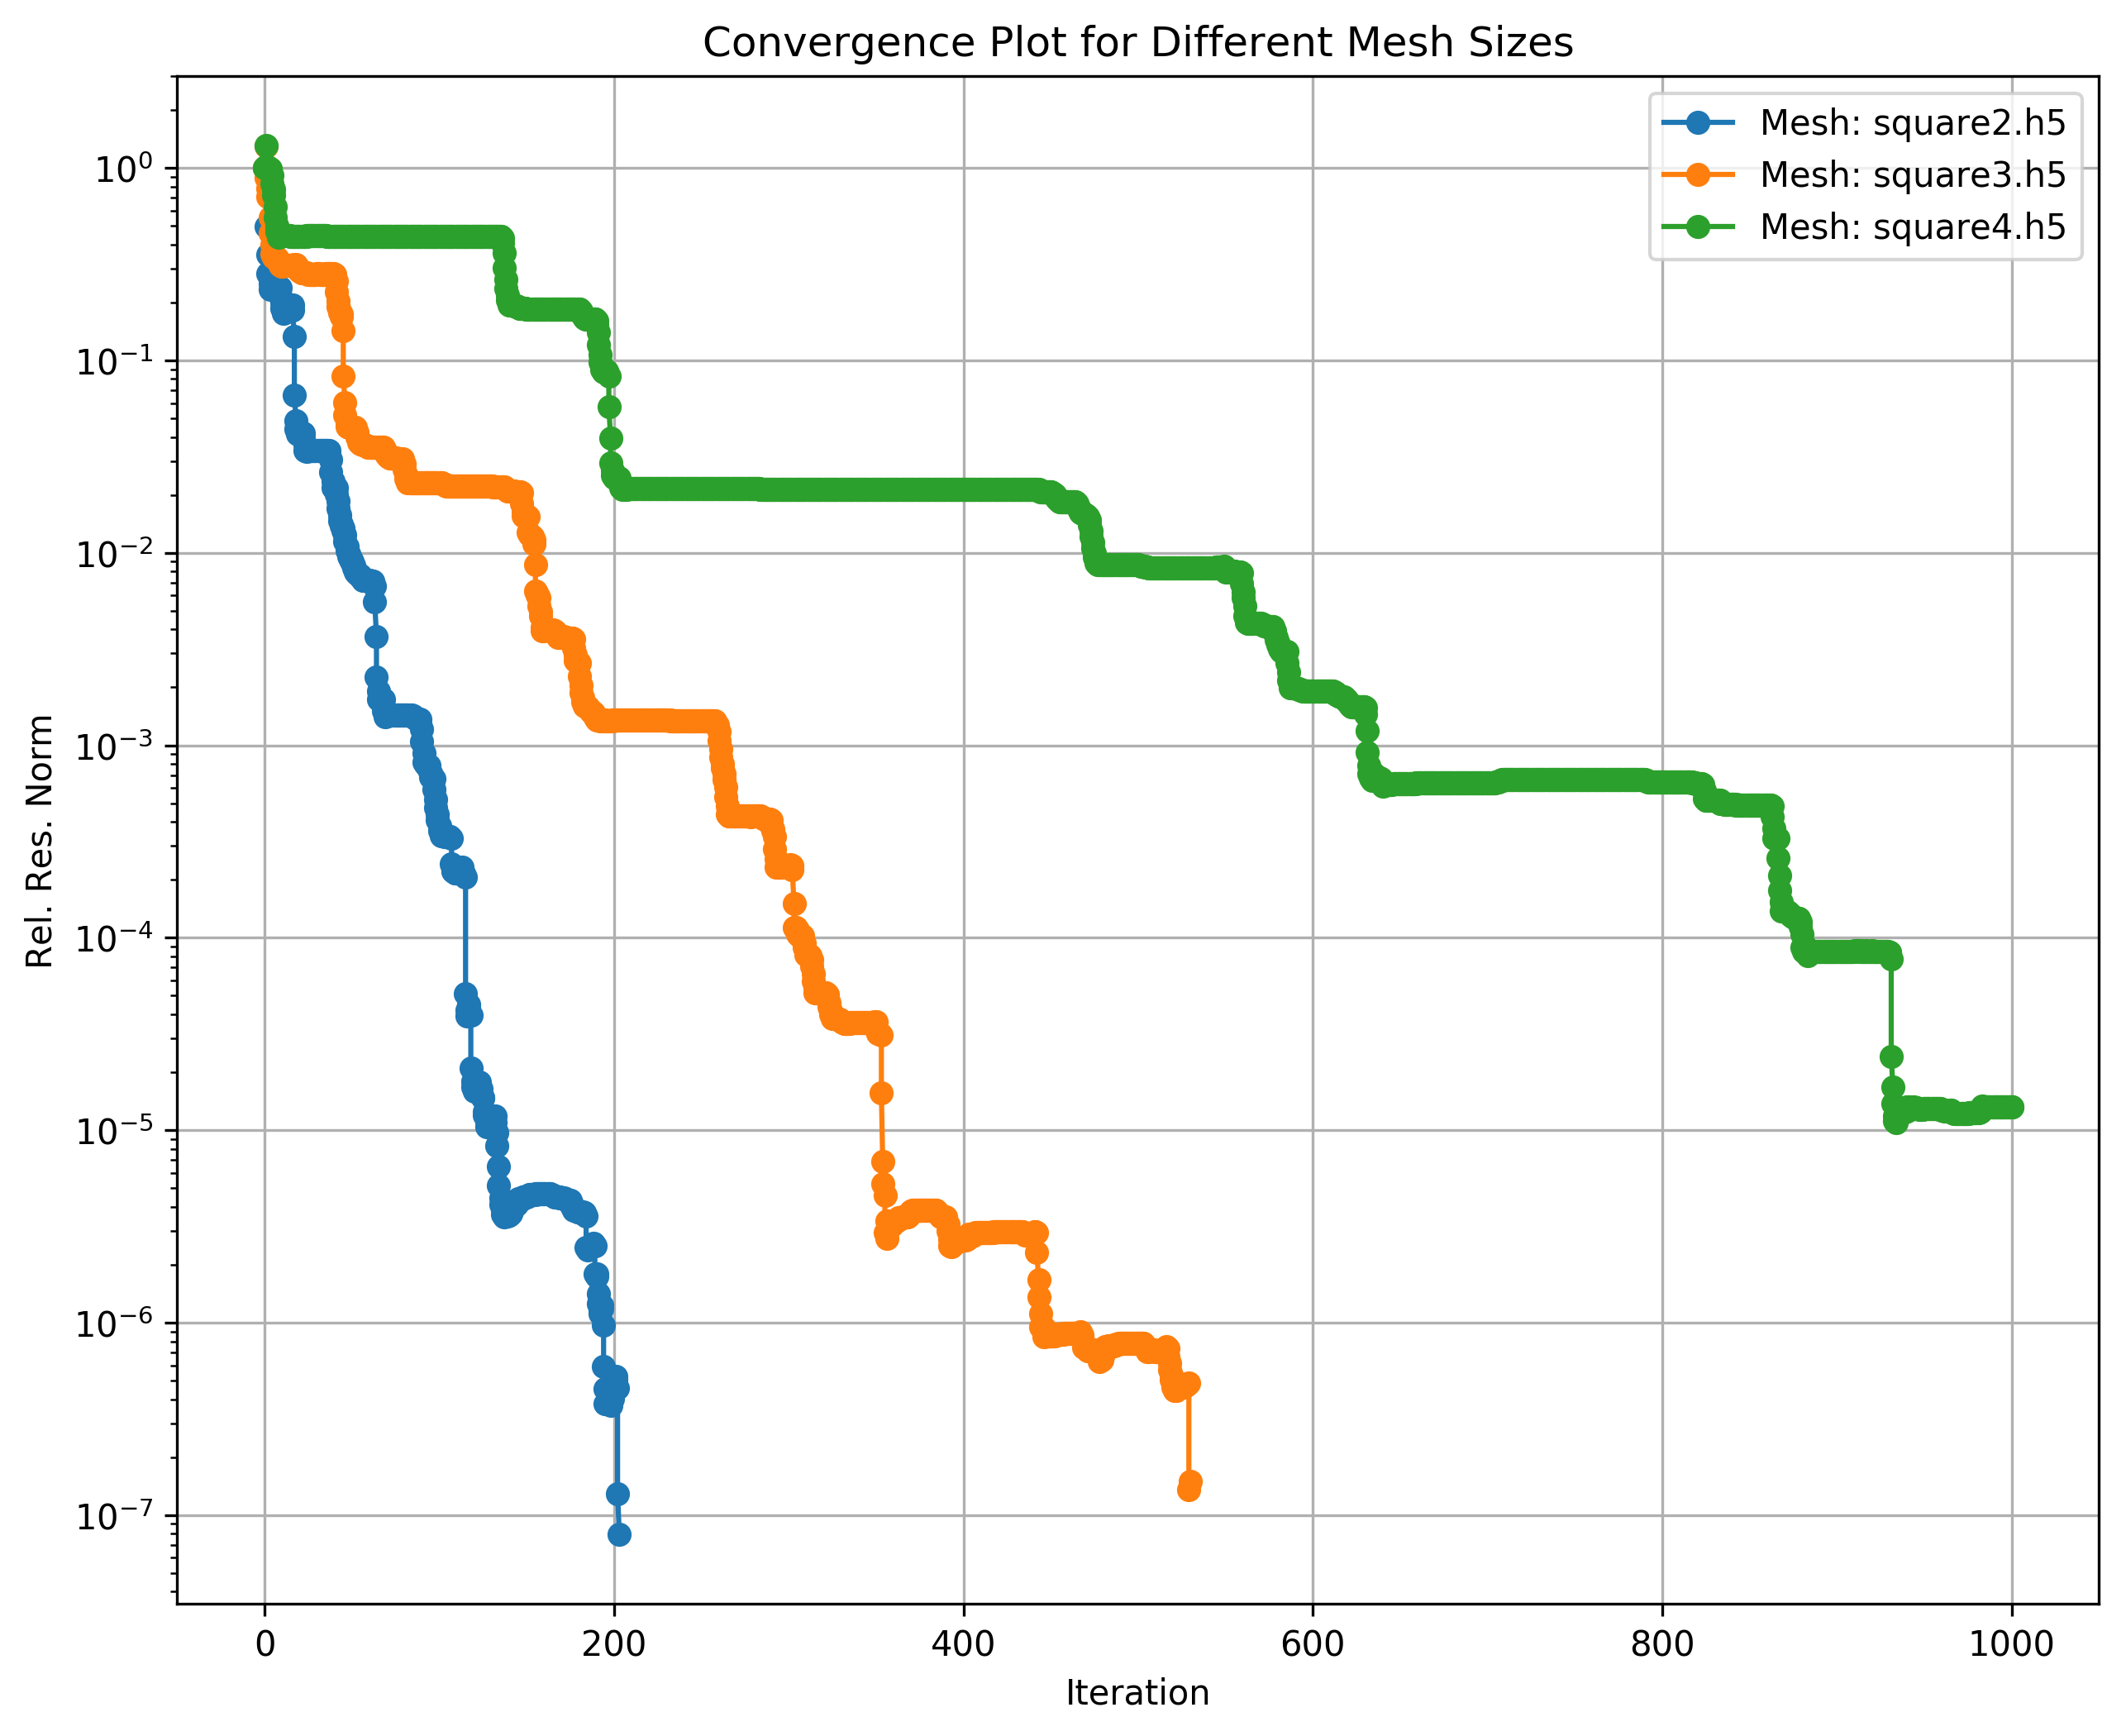 Convergence Plot for Different Mesh Sizes
Mesh: square2.h5
Mesh: square3.h5
Mesh: square4.h5
Rel. Res. Norm
10⁰
10⁻¹
10⁻²
10⁻³
10⁻⁴
10⁻⁵
10⁻⁶
10⁻⁷
0 200 400 600 800 1000
Iteration